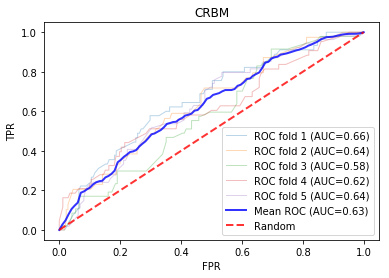 CRBM
TPR
1.0
0.8
0.6
0.4
0.2
0.0
ROC fold 1 (AUC=0.66)
ROC fold 2 (AUC=0.64)
ROC fold 3 (AUC=0.58)
ROC fold 4 (AUC=0.62)
ROC fold 5 (AUC=0.64)
Mean ROC (AUC=0.63)
Random
0.0 0.2 0.4 0.6 0.8 1.0
FPR